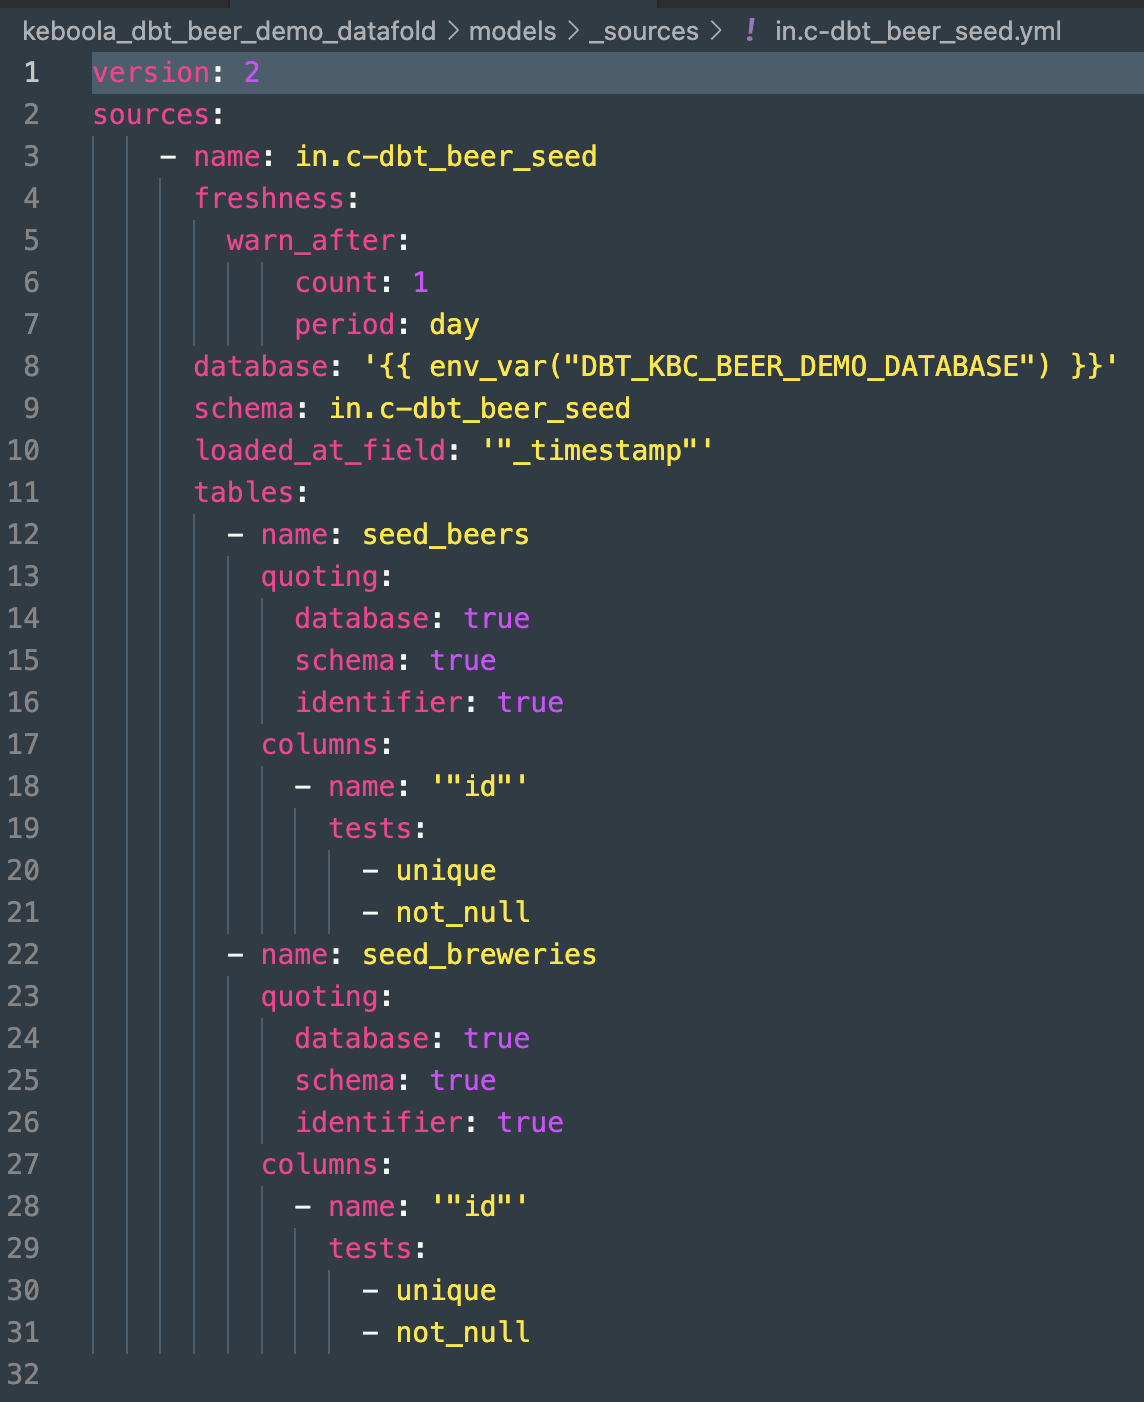 keboola_dbt_beer_demo_datafold > models > _sources > ! in.c-dbt_beer_seed.yml
1 version: 2
2 sources:
3     - name: in.c-dbt_beer_seed
4       freshness:
5         warn_after:
6             count: 1
7             period: day
8       database: '{{ env_var("DBT_KBC_BEER_DEMO_DATABASE") }}'
9       schema: in.c-dbt_beer_seed
10       loaded_at_field: '"_timestamp"'
11       tables:
12         - name: seed_beers
13           quoting:
14             database: true
15             schema: true
16             identifier: true
17           columns:
18             - name: '"id"'
19               tests:
20                 - unique
21                 - not_null
22         - name: seed_breweries
23           quoting:
24             database: true
25             schema: true
26             identifier: true
27           columns:
28             - name: '"id"'
29               tests:
30                 - unique
31                 - not_null
32